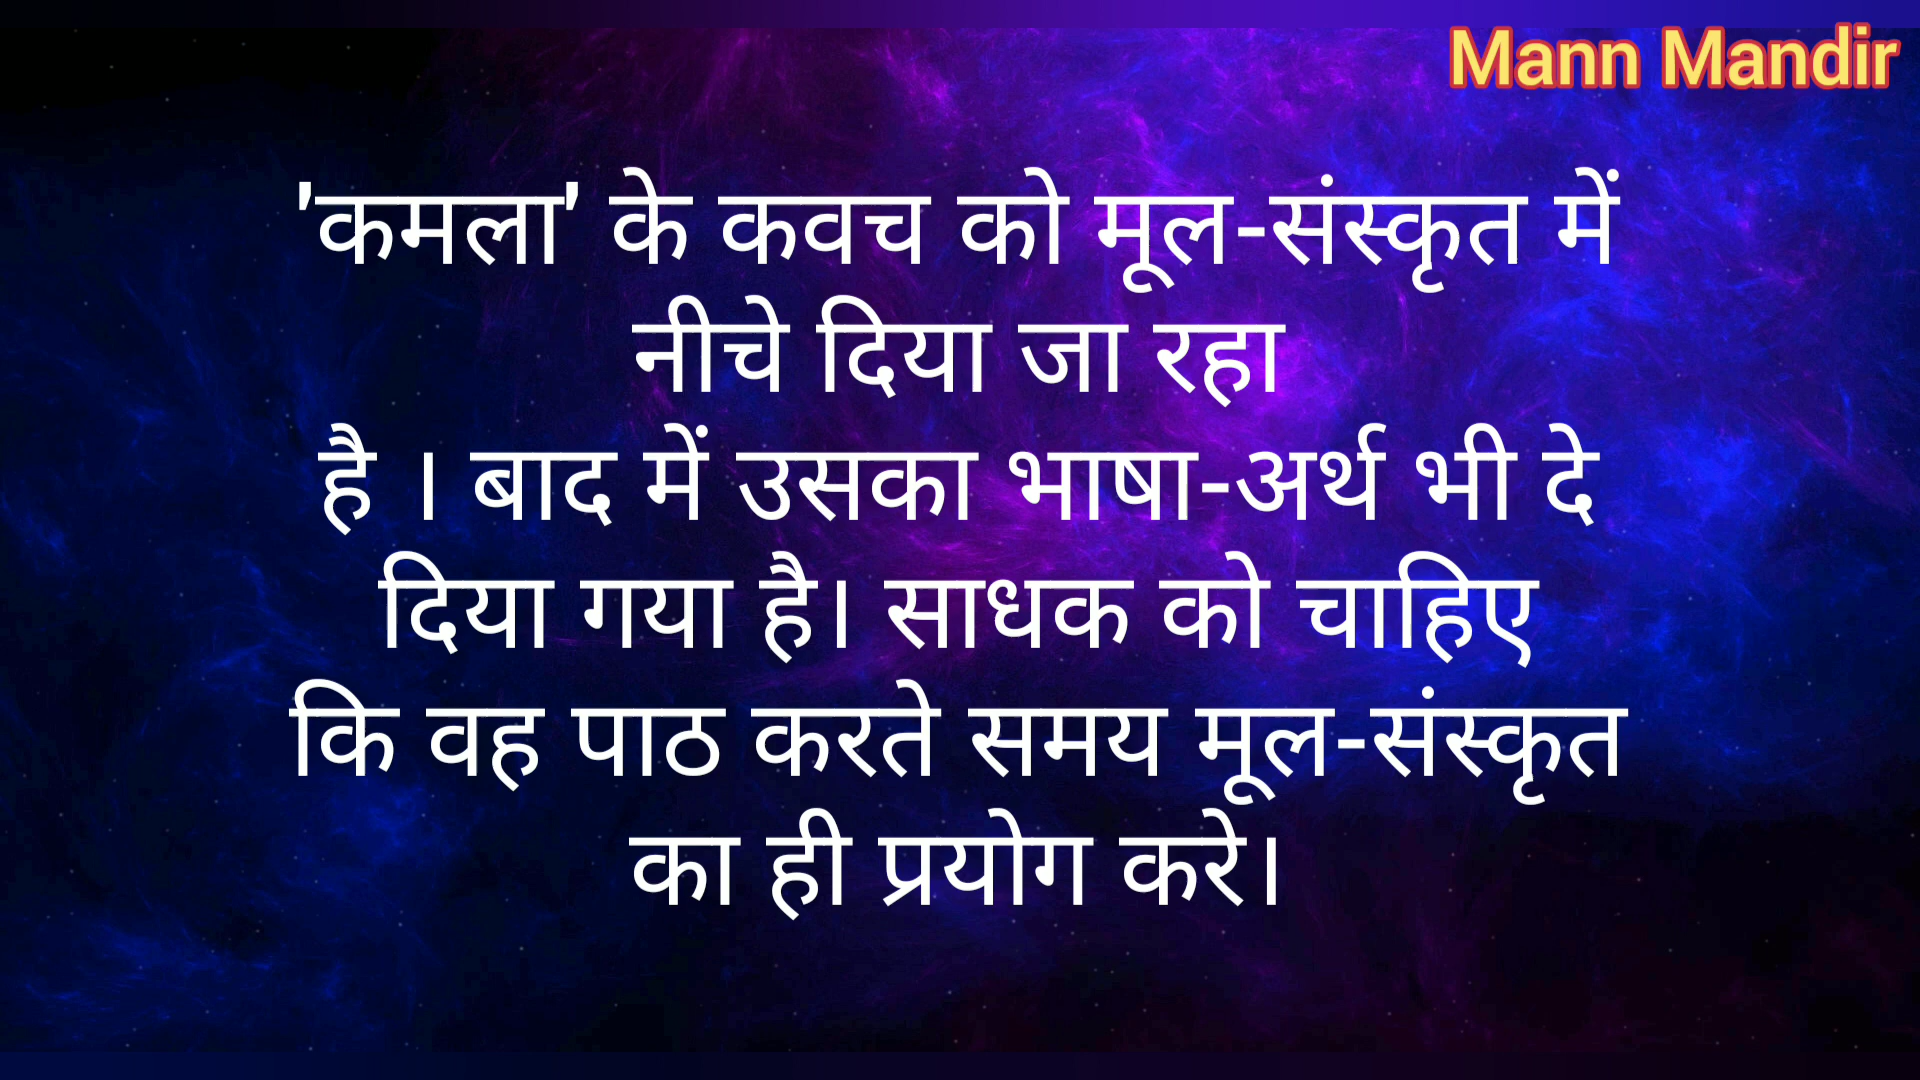 Mann Mandir
'कमला' के कवच को मूल-संस्कृत में
नीचे दिया जा रहा
है । बाद में उसका भाषा-अर्थ भी दे
दिया गया है। साधक को चाहिए
कि वह पाठ करते समय मूल-संस्कृत
का ही प्रयोग करे।